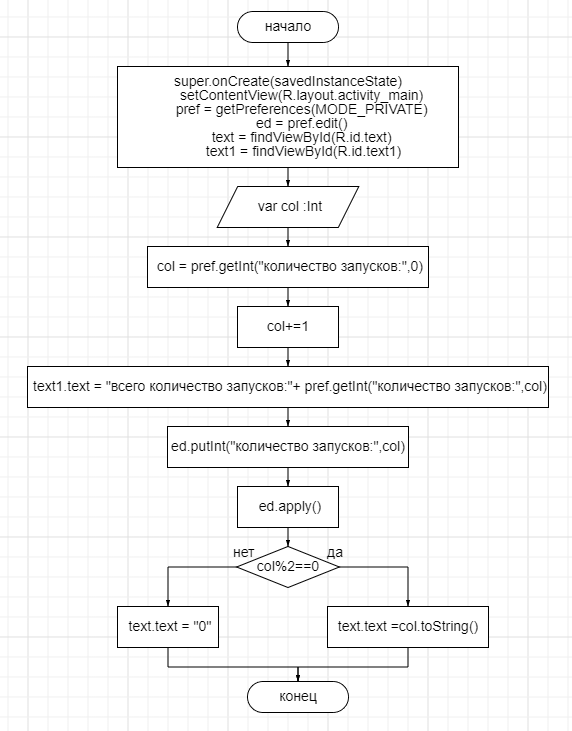 начало
super.onCreate(savedInstanceState)
setContentView(R.layout.activity_main)
pref = getPreferences(MODE_PRIVATE)
ed = pref.edit()
text = findViewById(R.id.text)
text1 = findViewById(R.id.text1)
var col :Int
col = pref.getInt("количество запусков:",0)
col+=1
text1.text = "всего количество запусков:"+ pref.getInt("количество запусков:",col)
ed.putInt("количество запусков:",col)
ed.apply()
нет
да
col%2==0
text.text = "0"
text.text =col.toString()
конец